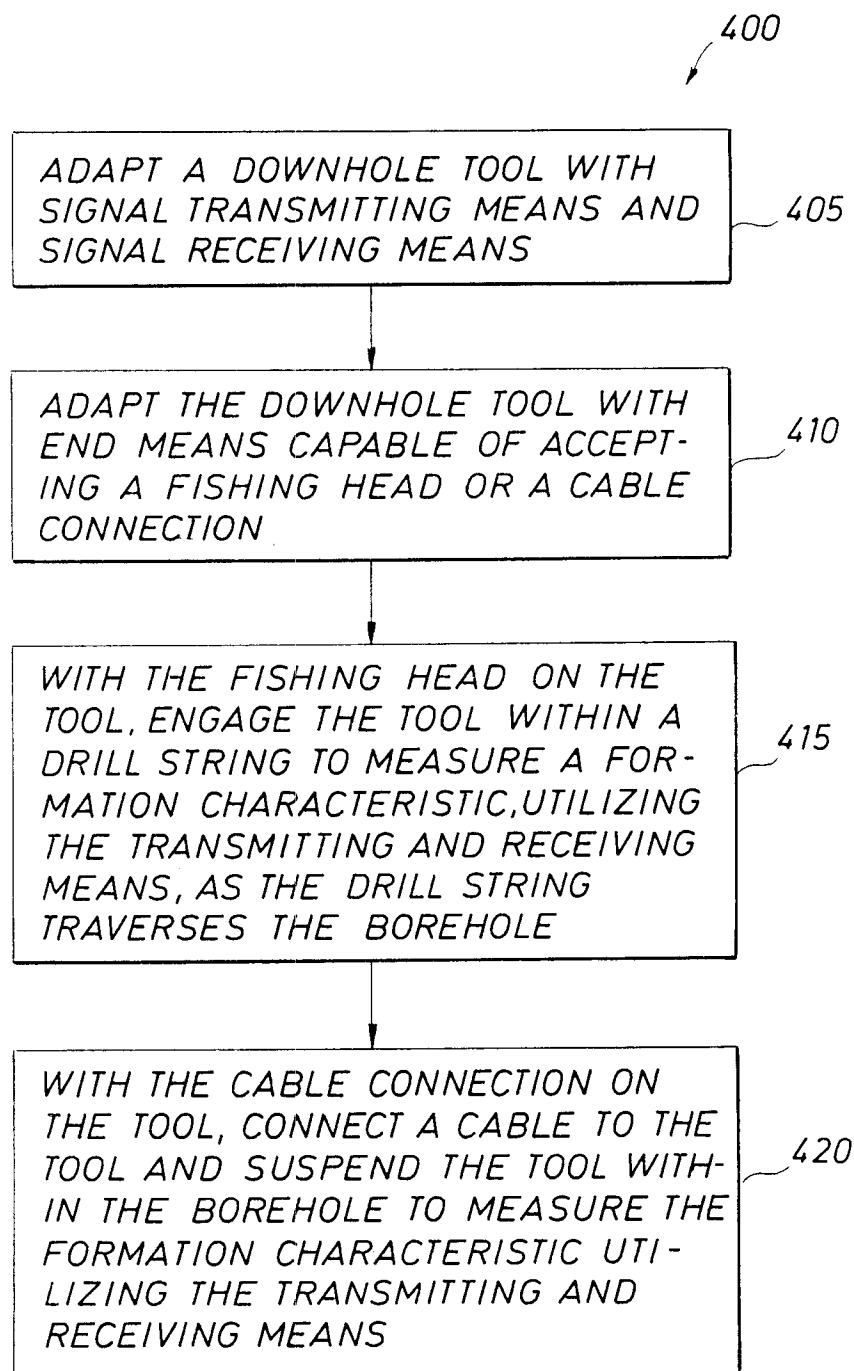 400
ADAPT A DOWNHOLE TOOL WITH
SIGNAL TRANSMITTING MEANS AND
SIGNAL RECEIVING MEANS
405
ADAPT THE DOWNHOLE TOOL WITH
END MEANS CAPABLE OF ACCEPT-
ING A FISHING HEAD OR A CABLE
CONNECTION
410
WITH THE FISHING HEAD ON THE
TOOL, ENGAGE THE TOOL WITHIN A
DRILL STRING TO MEASURE A FOR-
MATION CHARACTERISTIC, UTILIZING
THE TRANSMITTING AND RECEIVING
MEANS, AS THE DRILL STRING
TRAVERSES THE BOREHOLE
415
WITH THE CABLE CONNECTION ON
THE TOOL, CONNECT A CABLE TO THE
TOOL AND SUSPEND THE TOOL WITH-
IN THE BOREHOLE TO MEASURE THE
FORMATION CHARACTERISTIC UTI-
LIZING THE TRANSMITTING AND
RECEIVING MEANS
420